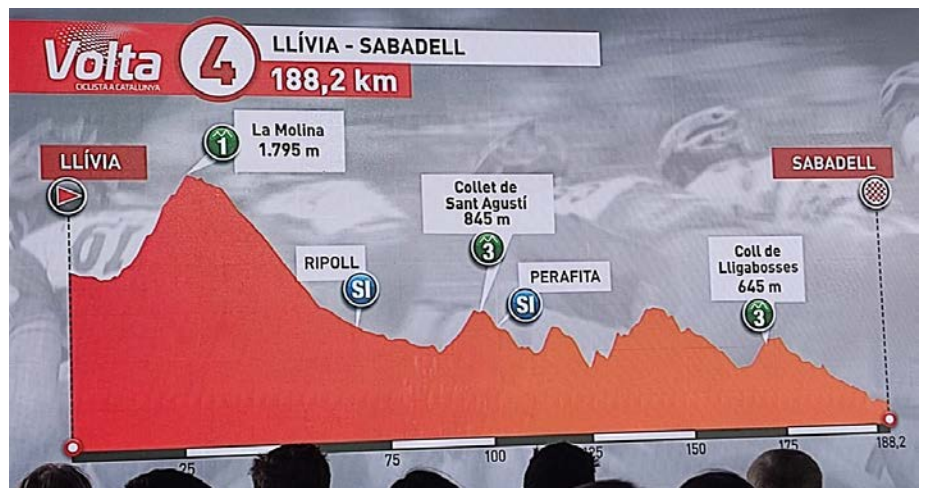 Volta
CICLISTA A CATALUNYA
4
LLÍVIA - SABADELL
188,2 km
1
La Molina
1.795 m
LLÍVIA
SABADELL
Collet de
Sant Agustí
845 m
3
RIPOLL
SI
PERAFITA
SI
Coll de
Lligabosses
645 m
3
25
75
100
125
150
175
188,2